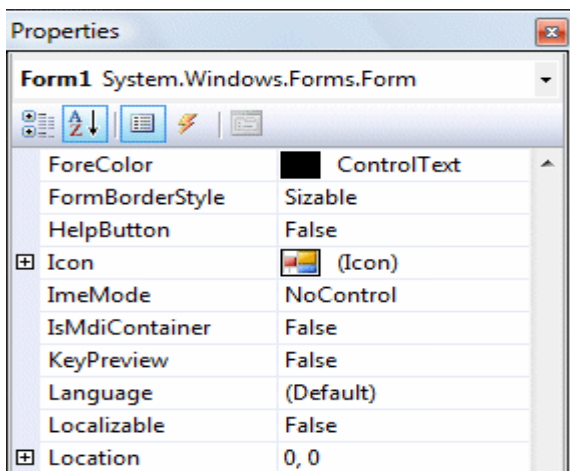 Properties
Form1 System.Windows.Forms.Form
ForeColor ControlText
FormBorderStyle Sizable
HelpButton False
Icon (Icon)
ImeMode NoControl
IsMdiContainer False
KeyPreview False
Language (Default)
Localizable False
Location 0, 0